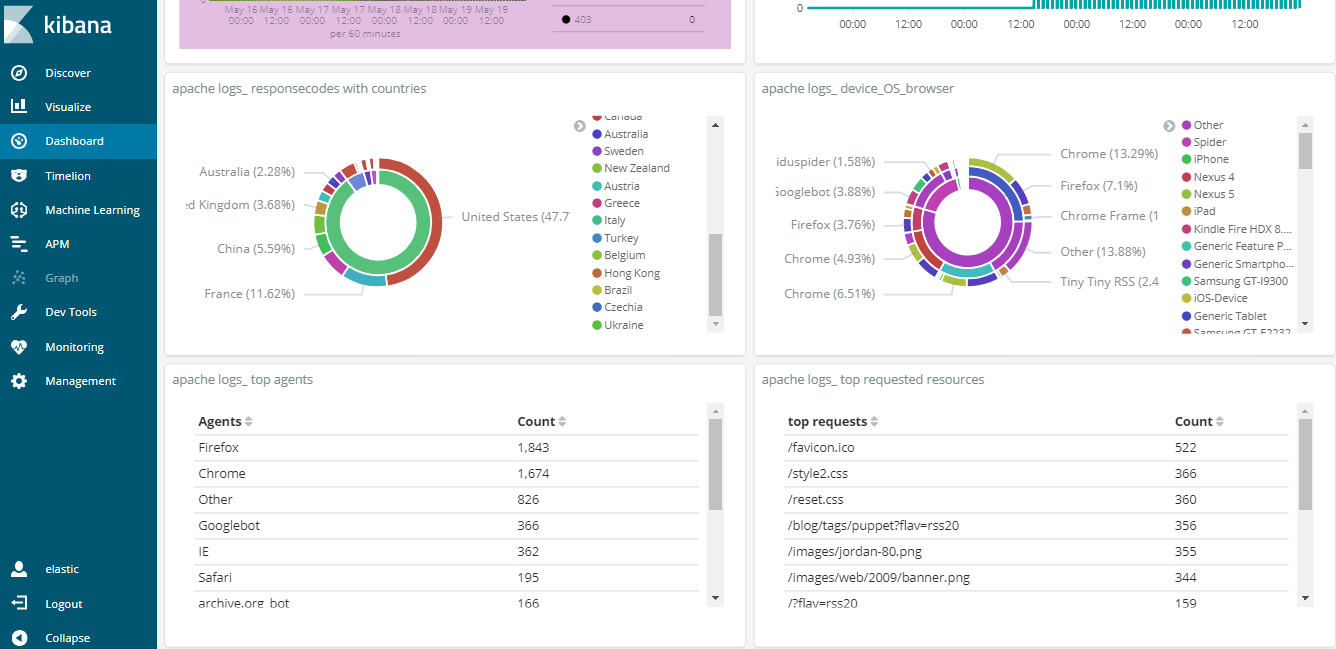 kibana
Discover
Visualize
Dashboard
Timelion
Machine Learning
APM
Graph
Dev Tools
Monitoring
Management
elastic
Logout
Collapse
0
May 16 May 16 May 17 May 17 May 18 May 18 May 19 May 19
00:00 12:00 00:00 12:00 00:00 12:00 00:00 12:00
per 60 minutes
403 0
0
00:00 12:00 00:00 12:00 00:00 12:00 00:00 12:00
apache logs_ responsecodes with countries
Australia (2.28%)
ed Kingdom (3.68%)
China (5.59%)
France (11.62%)
United States (47.7
Canada
Australia
Sweden
New Zealand
Austria
Greece
Italy
Turkey
Belgium
Hong Kong
Brazil
Czechia
Ukraine
apache logs_ device_OS_browser
iduspider (1.58%)
Googlebot (3.88%)
Firefox (3.76%)
Chrome (4.93%)
Chrome (6.51%)
Chrome (13.29%)
Firefox (7.1%)
Chrome Frame (1
Other (13.88%)
Tiny Tiny RSS (2.4
Other
Spider
iPhone
Nexus 4
Nexus 5
iPad
Kindle Fire HDX 8....
Generic Feature P...
Generic Smartpho...
Samsung GT-I9300
iOS-Device
Generic Tablet
Samsung GT-E2232
apache logs_ top agents
Agents Count
Firefox 1,843
Chrome 1,674
Other 826
Googlebot 366
IE 362
Safari 195
archive.org_bot 166
apache logs_ top requested resources
top requests Count
/favicon.ico 522
/style2.css 366
/reset.css 360
/blog/tags/puppet?flav=rss20 356
/images/jordan-80.png 355
/images/web/2009/banner.png 344
/?flav=rss20 159